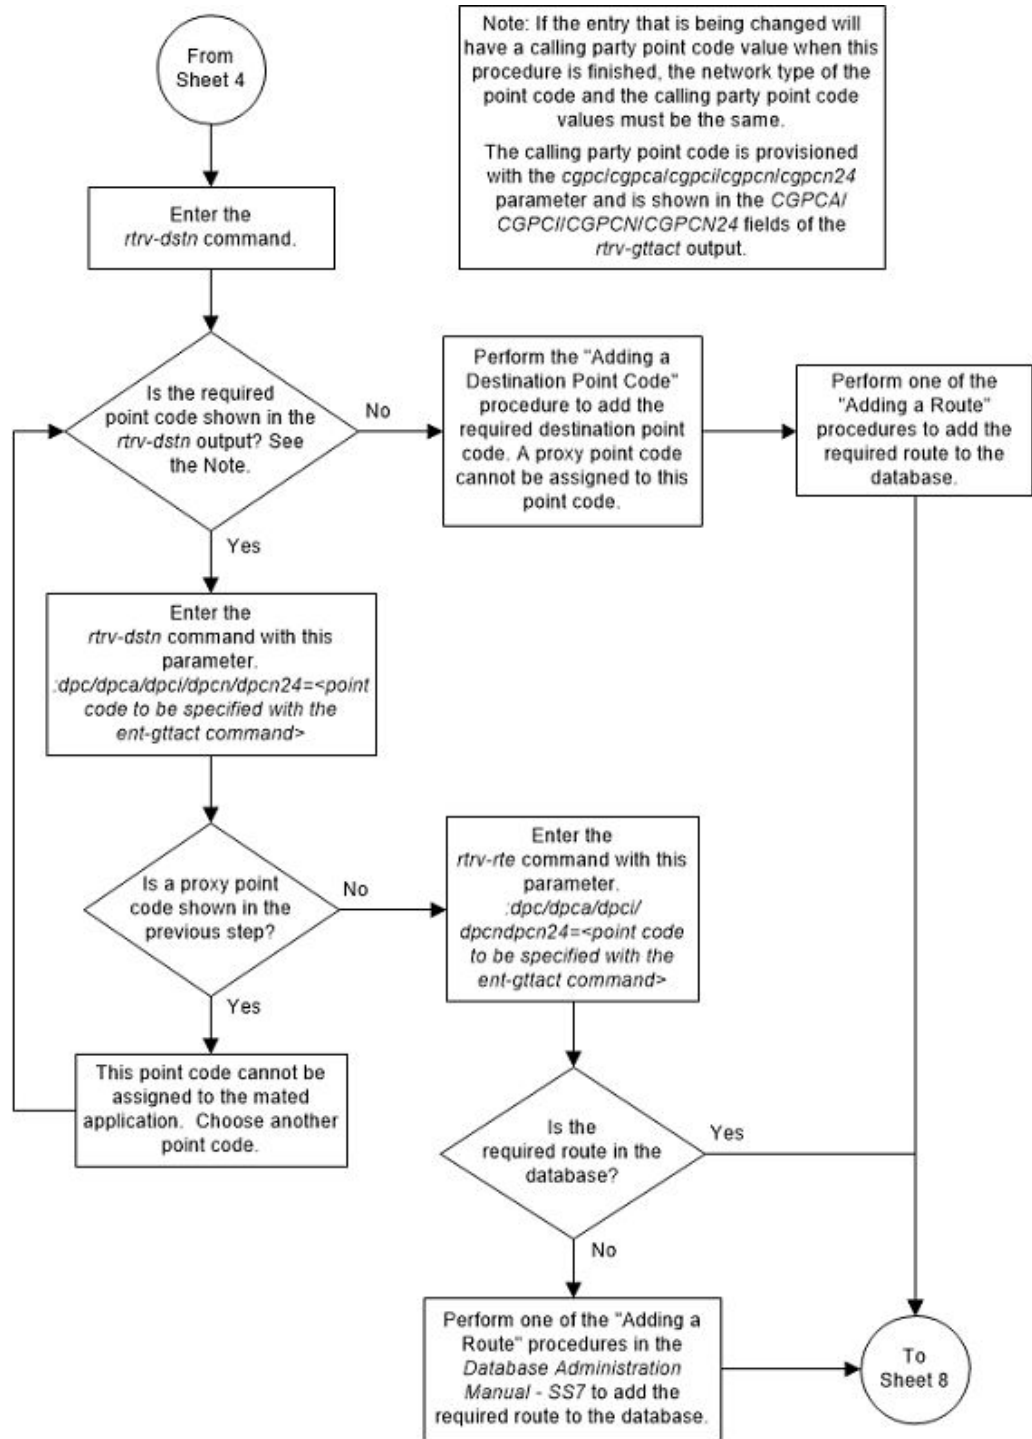 From
Sheet 4
Note: If the entry that is being changed will
have a calling party point code value when this
procedure is finished, the network type of the
point code and the calling party point code
values must be the same.
The calling party point code is provisioned
with the cgpc/cgpca/cgpci/cgpcn/cgpcn24
parameter and is shown in the CGPCA/
CGPCI/CGPCN/CGPCN24 fields of the
rtrv-gttact output.
Enter the
rtrv-dstn command.
Is the required
point code shown in the
rtrv-dstn output? See
the Note.
No
Perform the "Adding a
Destination Point Code"
procedure to add the
required destination point
code. A proxy point code
cannot be assigned to this
point code.
Perform one of the
"Adding a Route"
procedures to add the
required route to the
database.
Yes
Enter the
rtrv-dstn command with this
parameter.
:dpc/dpca/dpci/dpcn/dpcn24=<point
code to be specified with the
ent-gttact command>
Is a proxy point
code shown in the
previous step?
No
Enter the
rtrv-rte command with this
parameter.
:dpc/dpca/dpci/
dpcndpcn24=<point code
to be specified with the
ent-gttact command>
Yes
This point code cannot be
assigned to the mated
application. Choose another
point code.
Is the
required route in the
database?
Yes
No
Perform one of the "Adding a
Route" procedures in the
Database Administration
Manual - SS7 to add the
required route to the database.
To
Sheet 8